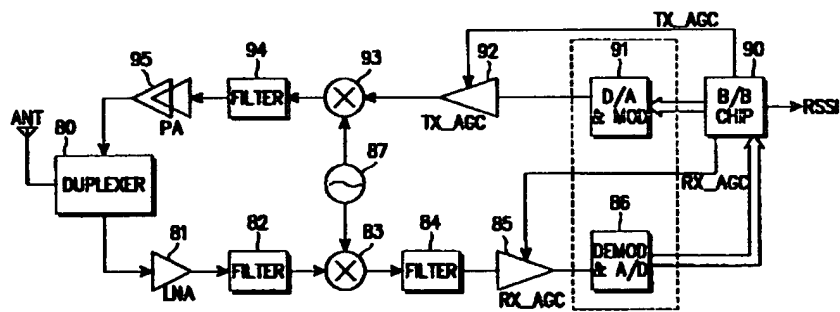 TX_AGC
95
94
93
92
91
90
FILTER
D/A
& MOD
B/B
CHIP
RSSI
ANT
80
PA
TX_AGC
DUPLEXER
87
RX_AGC
81
82
83
84
85
86
LNA
FILTER
FILTER
RX_AGC
DEMOD
& A/D